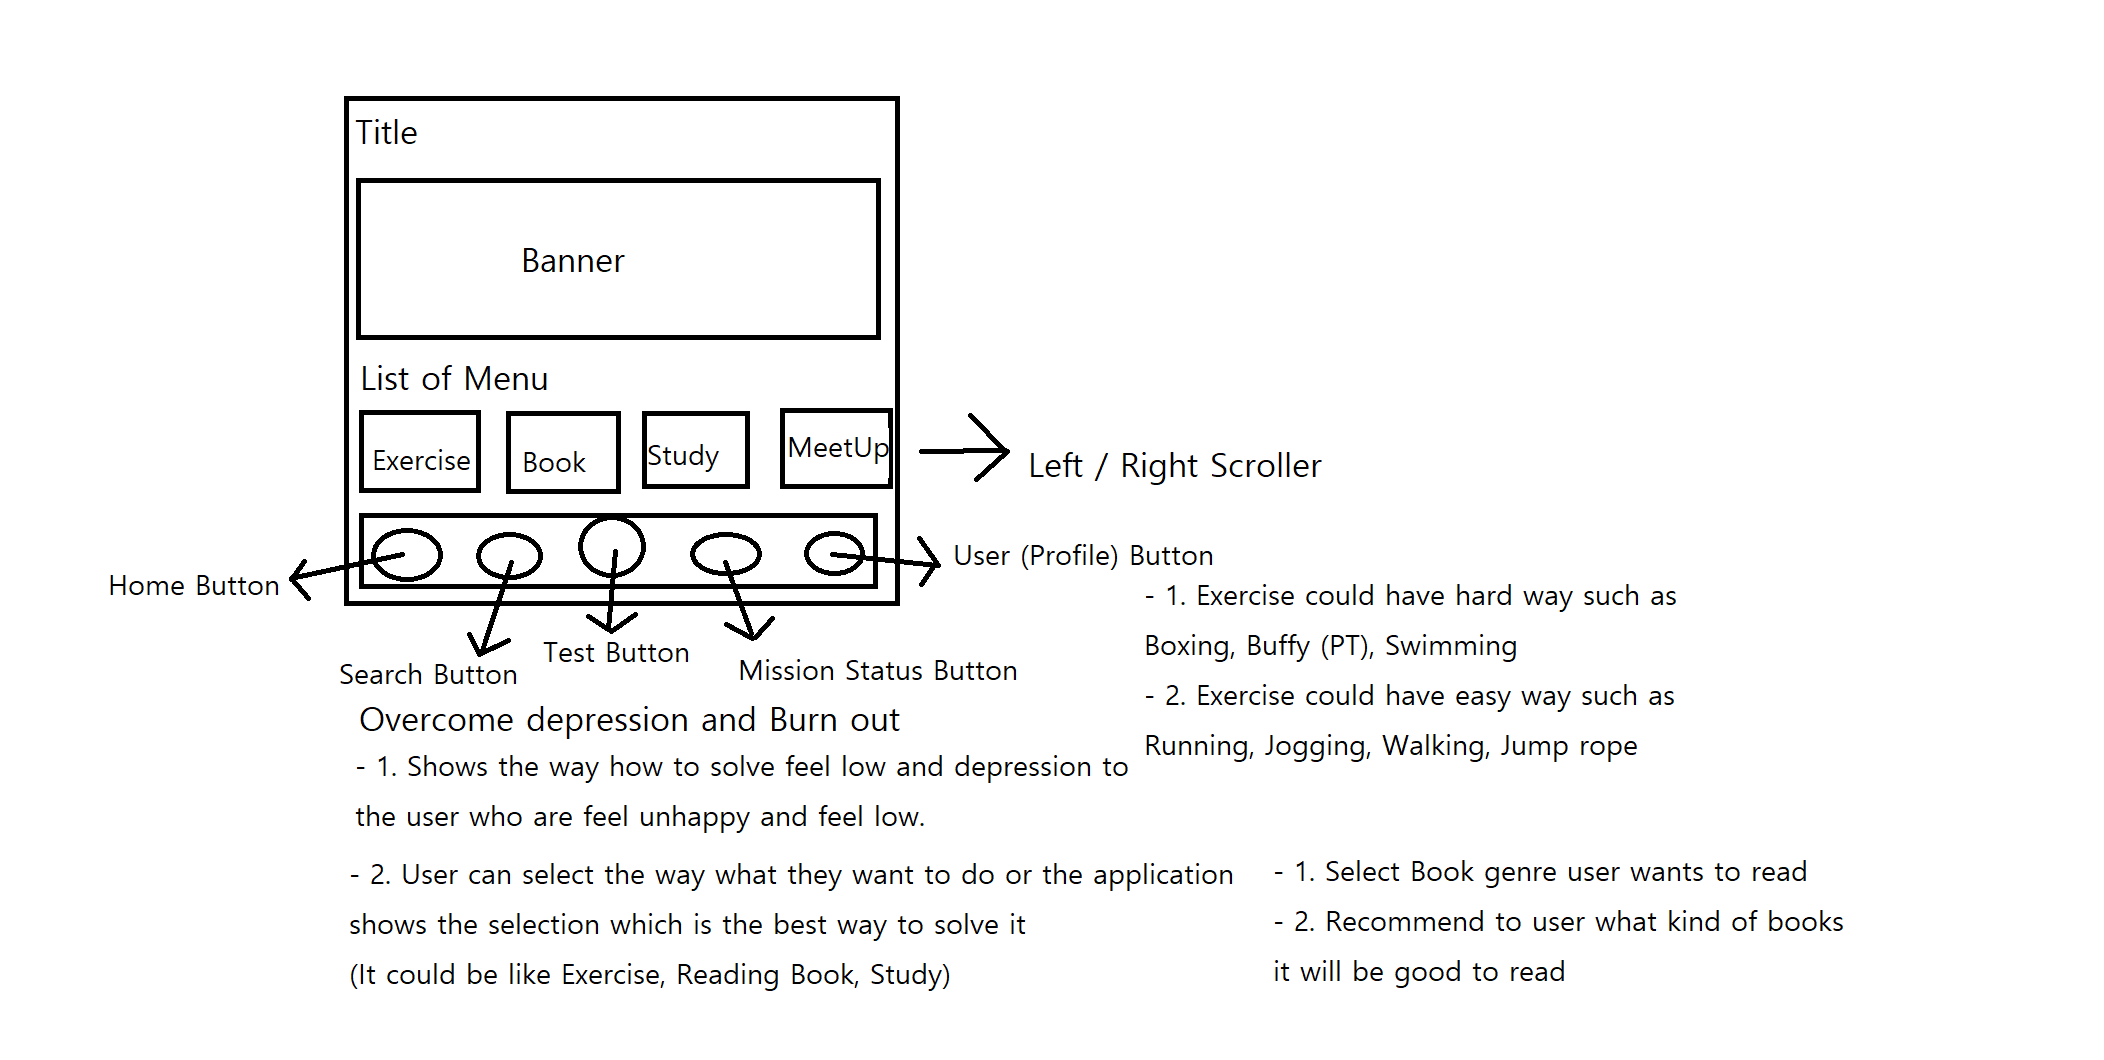 Title
Banner
List of Menu
Exercise
Book
Study
MeetUp
Left / Right Scroller
Home Button
Search Button
Test Button
Mission Status Button
User (Profile) Button
- 1. Exercise could have hard way such as
Boxing, Buffy (PT), Swimming
- 2. Exercise could have easy way such as
Running, Jogging, Walking, Jump rope
Overcome depression and Burn out
- 1. Shows the way how to solve feel low and depression to
the user who are feel unhappy and feel low.
- 2. User can select the way what they want to do or the application
shows the selection which is the best way to solve it
(It could be like Exercise, Reading Book, Study)
- 1. Select Book genre user wants to read
- 2. Recommend to user what kind of books
it will be good to read